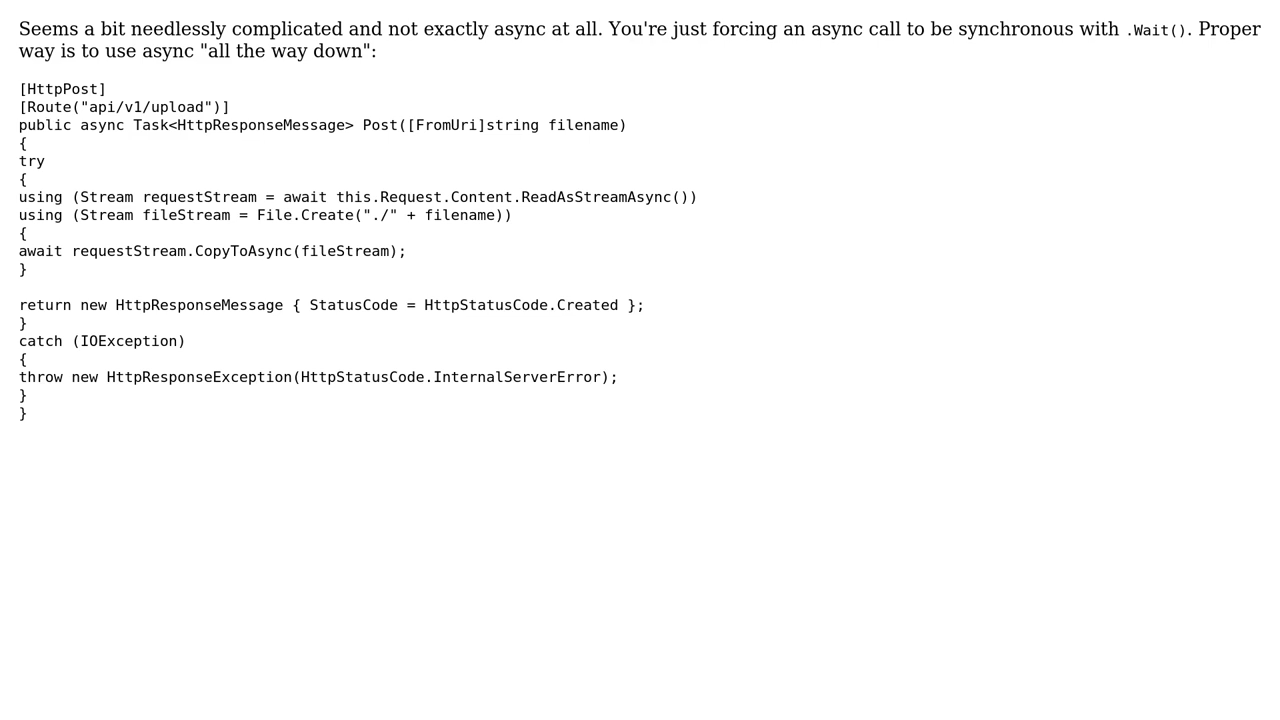 Seems a bit needlessly complicated and not exactly async at all. You're just forcing an async call to be synchronous with .Wait(). Proper
way is to use async "all the way down":
[HttpPost]
[Route("api/v1/upload")]
public async Task<HttpResponseMessage> Post([FromUri]string filename)
{
try
{
using (Stream requestStream = await this.Request.Content.ReadAsStreamAsync())
using (Stream fileStream = File.Create("./" + filename))
{
await requestStream.CopyToAsync(fileStream);
}
return new HttpResponseMessage { StatusCode = HttpStatusCode.Created };
}
catch (IOException)
{
throw new HttpResponseException(HttpStatusCode.InternalServerError);
}
}